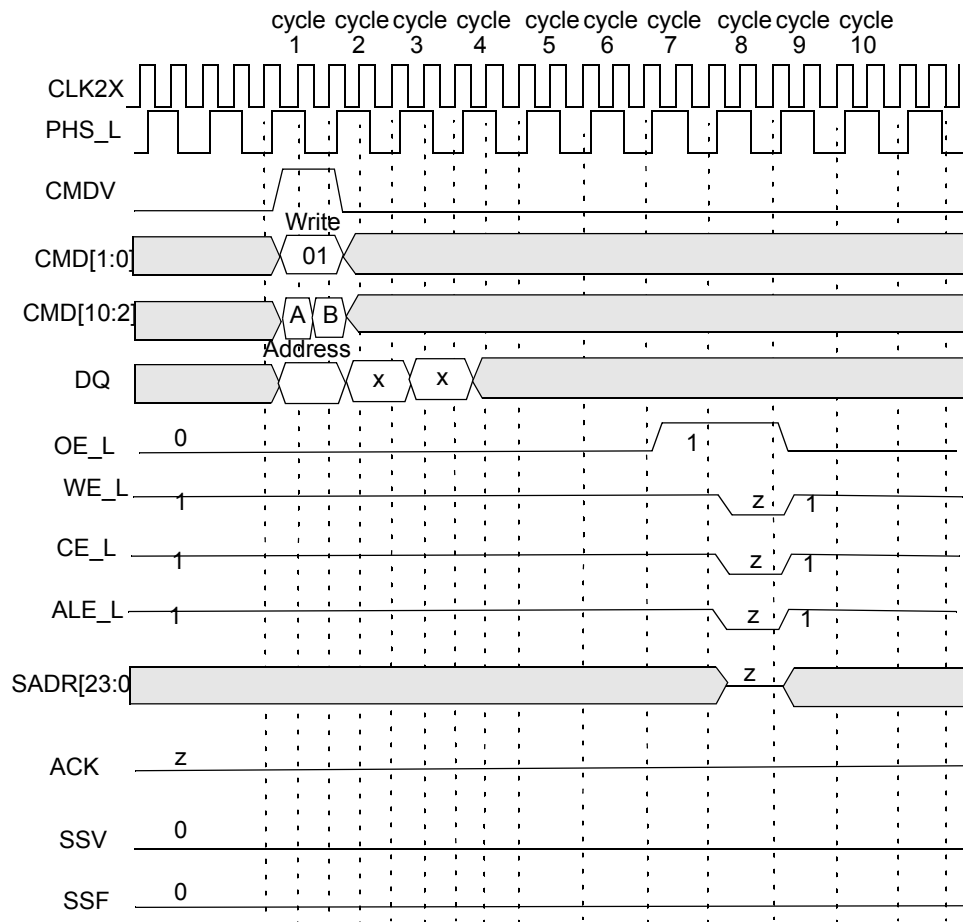 cycle cycle cycle cycle cycle cycle cycle cycle cycle cycle
1 2 3 4 5 6 7 8 9 10
CLK2X
PHS_L
CMDV
Write
CMD[1:0] 01
CMD[10:2] A B
Address
DQ x x
OE_L 0 1
WE_L 1 z 1
CE_L 1 z 1
ALE_L 1 z 1
SADR[23:0 z
ACK z
SSV 0
SSF 0